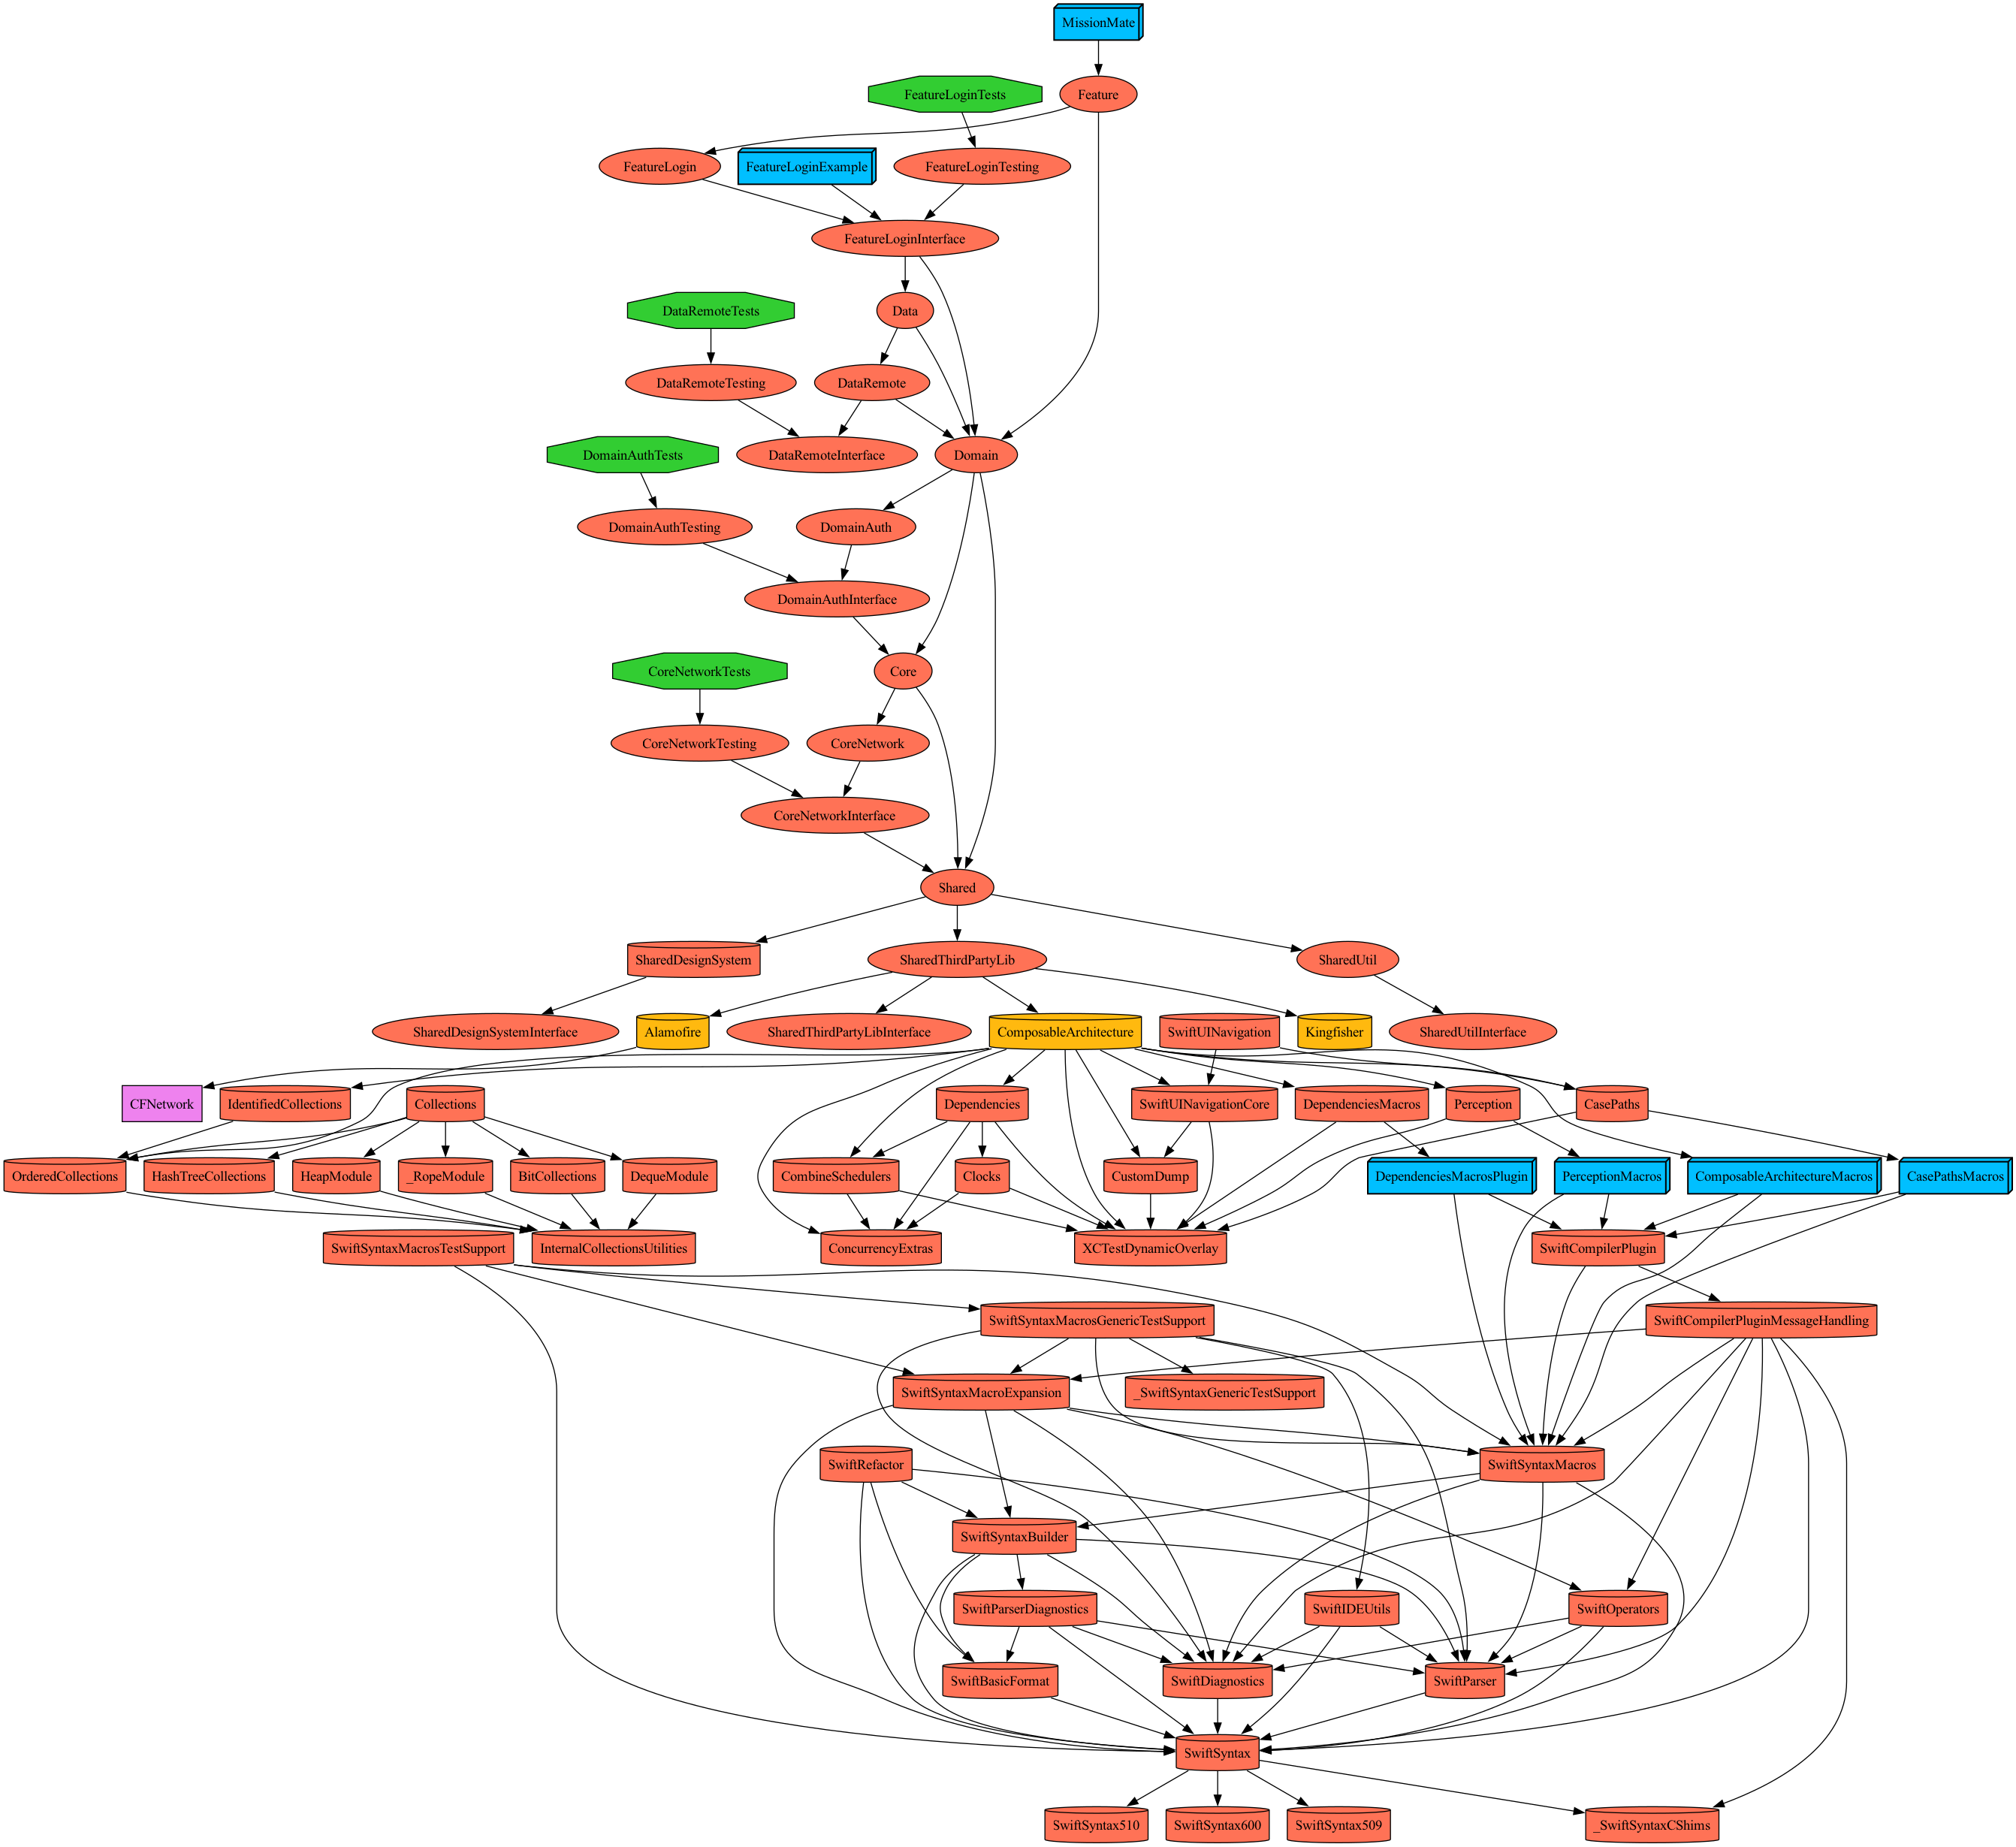 MissionMate
FeatureLoginTests
Feature
FeatureLogin
FeatureLoginExample
FeatureLoginTesting
FeatureLoginInterface
DataRemoteTests
Data
DataRemoteTesting
DataRemote
DomainAuthTests
DataRemoteInterface
Domain
DomainAuthTesting
DomainAuth
DomainAuthInterface
CoreNetworkTests
Core
CoreNetworkTesting
CoreNetwork
CoreNetworkInterface
Shared
SharedDesignSystem
SharedThirdPartyLib
SharedUtil
SharedDesignSystemInterface
Alamofire
SharedThirdPartyLibInterface
ComposableArchitecture
SwiftUINavigation
Kingfisher
SharedUtilInterface
CFNetwork
IdentifiedCollections
Collections
Dependencies
SwiftUINavigationCore
DependenciesMacros
Perception
CasePaths
OrderedCollections
HashTreeCollections
HeapModule
_RopeModule
BitCollections
DequeModule
CombineSchedulers
Clocks
CustomDump
DependenciesMacrosPlugin
PerceptionMacros
ComposableArchitectureMacros
CasePathsMacros
SwiftSyntaxMacrosTestSupport
InternalCollectionsUtilities
ConcurrencyExtras
XCTestDynamicOverlay
SwiftCompilerPlugin
SwiftSyntaxMacrosGenericTestSupport
SwiftCompilerPluginMessageHandling
SwiftSyntaxMacroExpansion
_SwiftSyntaxGenericTestSupport
SwiftRefactor
SwiftSyntaxMacros
SwiftSyntaxBuilder
SwiftParserDiagnostics
SwiftIDEUtils
SwiftOperators
SwiftBasicFormat
SwiftDiagnostics
SwiftParser
SwiftSyntax
SwiftSyntax510
SwiftSyntax600
SwiftSyntax509
_SwiftSyntaxCShims